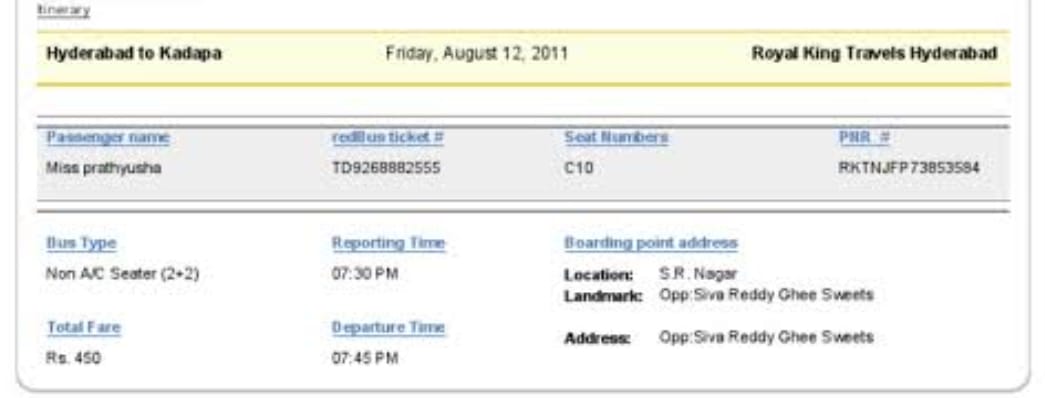 Itinerary
Hyderabad to Kadapa Friday, August 12, 2011 Royal King Travels Hyderabad
Passenger name redBus ticket # Seat Numbers PNR #
Miss prathyusha TD9268882555 C10 RKTNJFP73853584
Bus Type Reporting Time Boarding point address
Non A/C Seater (2+2) 07:30 PM Location: S.R. Nagar
Landmark: Opp:Siva Reddy Ghee Sweets
Total Fare Departure Time
Address: Opp:Siva Reddy Ghee Sweets
Rs. 450 07:45 PM